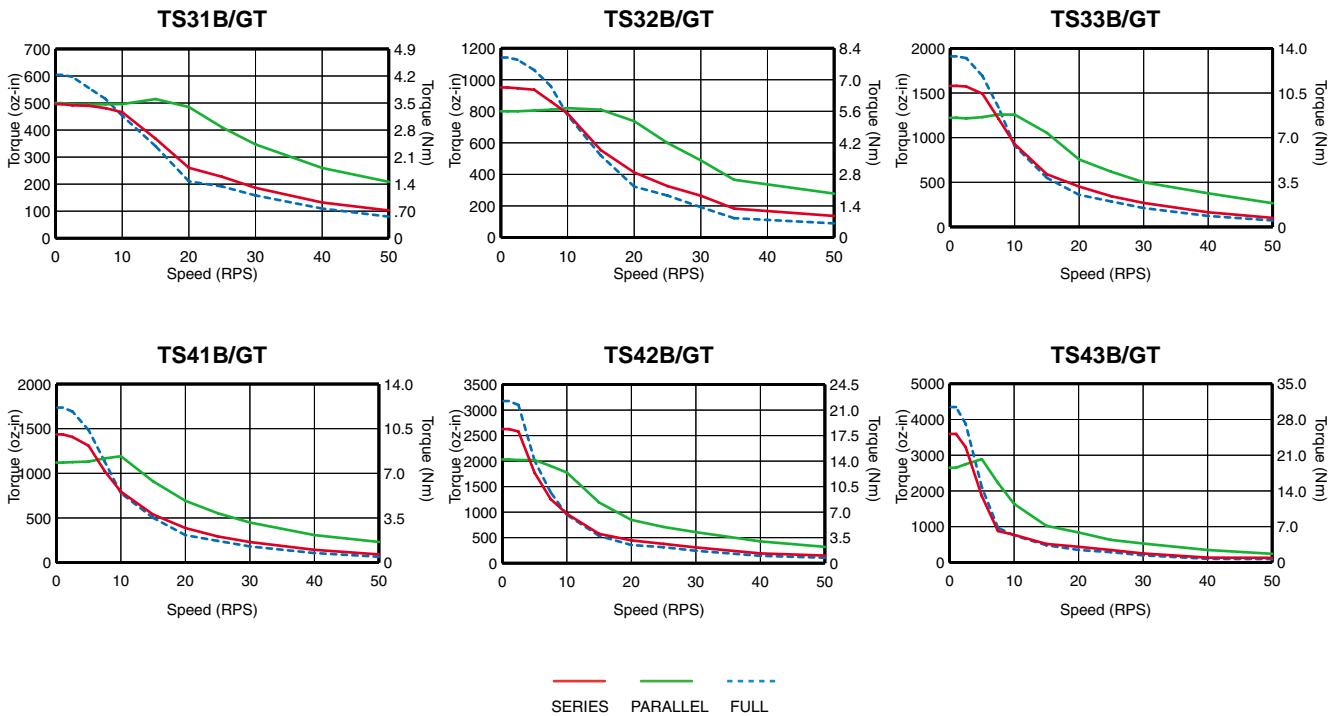 TS31B/GT
700
600
500
400
300
200
100
0
Torque (oz-in)
4.9
4.2
3.5
2.8
2.1
1.4
.70
0
Torque (Nm)
0 10 20 30 40 50
Speed (RPS)
TS32B/GT
1200
1000
800
600
400
200
0
Torque (oz-in)
8.4
7.0
5.6
4.2
2.8
1.4
0
Torque (Nm)
0 10 20 30 40 50
Speed (RPS)
TS33B/GT
2000
1500
1000
500
0
Torque (oz-in)
14.0
10.5
7.0
3.5
0
Torque (Nm)
0 10 20 30 40 50
Speed (RPS)
TS41B/GT
2000
1500
1000
500
0
Torque (oz-in)
14.0
10.5
7.0
3.5
0
Torque (Nm)
0 10 20 30 40 50
Speed (RPS)
TS42B/GT
3500
3000
2500
2000
1500
1000
500
0
Torque (oz-in)
24.5
21.0
17.5
14.0
10.5
7.0
3.5
0
Torque (Nm)
0 10 20 30 40 50
Speed (RPS)
TS43B/GT
5000
4000
3000
2000
1000
0
Torque (oz-in)
35.0
28.0
21.0
14.0
7.0
0
Torque (Nm)
0 10 20 30 40 50
Speed (RPS)
SERIES PARALLEL FULL